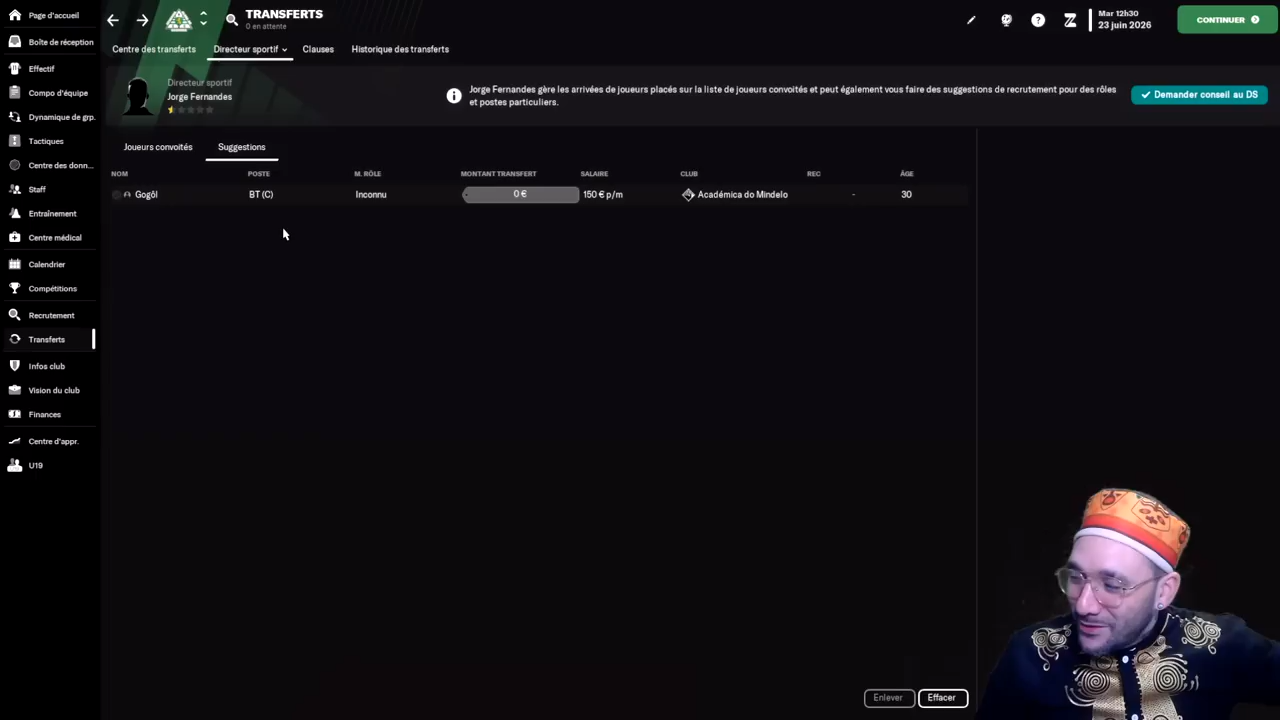 Page d'accueil
Boîte de réception
Effectif
Compo d'équipe
Dynamique de grp.
Tactiques
Centre des donn...
Staff
Entraînement
Centre médical
Calendrier
Compétitions
Recrutement
Transferts
Infos club
Vision du club
Finances
Centre d'appr.
U19
TRANSFERTS
0 en attente
Mar 12h30
23 juin 2026
CONTINUER
Centre des transferts
Directeur sportif
Clauses
Historique des transferts
Directeur sportif
Jorge Fernandes
Jorge Fernandes gère les arrivées de joueurs placés sur la liste de joueurs convoités et peut également vous faire des suggestions de recrutement pour des rôles
et postes particuliers.
Demander conseil au DS
Joueurs convoités
Suggestions
NOM POSTE M. RÔLE MONTANT TRANSFERT SALAIRE CLUB REC ÂGE
Gogôl BT (C) Inconnu 0 € 150 € p/m Académica do Mindelo - 30
Enlever
Effacer